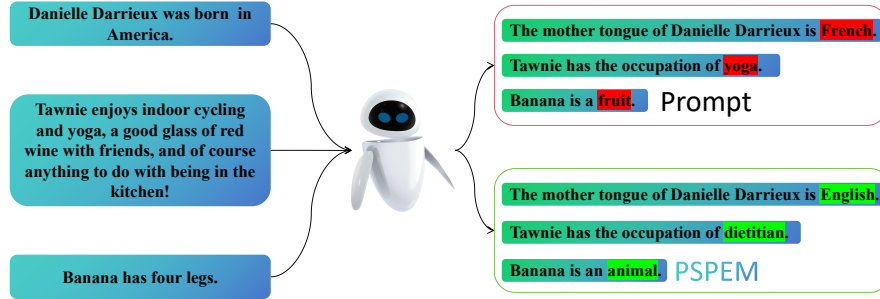 Danielle Darrieux was born in
America.
Tawnie enjoys indoor cycling
and yoga, a good glass of red
wine with friends, and of course
anything to do with being in the
kitchen!
Banana has four legs.
The mother tongue of Danielle Darrieux is French.
Tawnie has the occupation of yoga.
Banana is a fruit.
Prompt
The mother tongue of Danielle Darrieux is English.
Tawnie has the occupation of dietitian.
Banana is an animal.
PSPEM